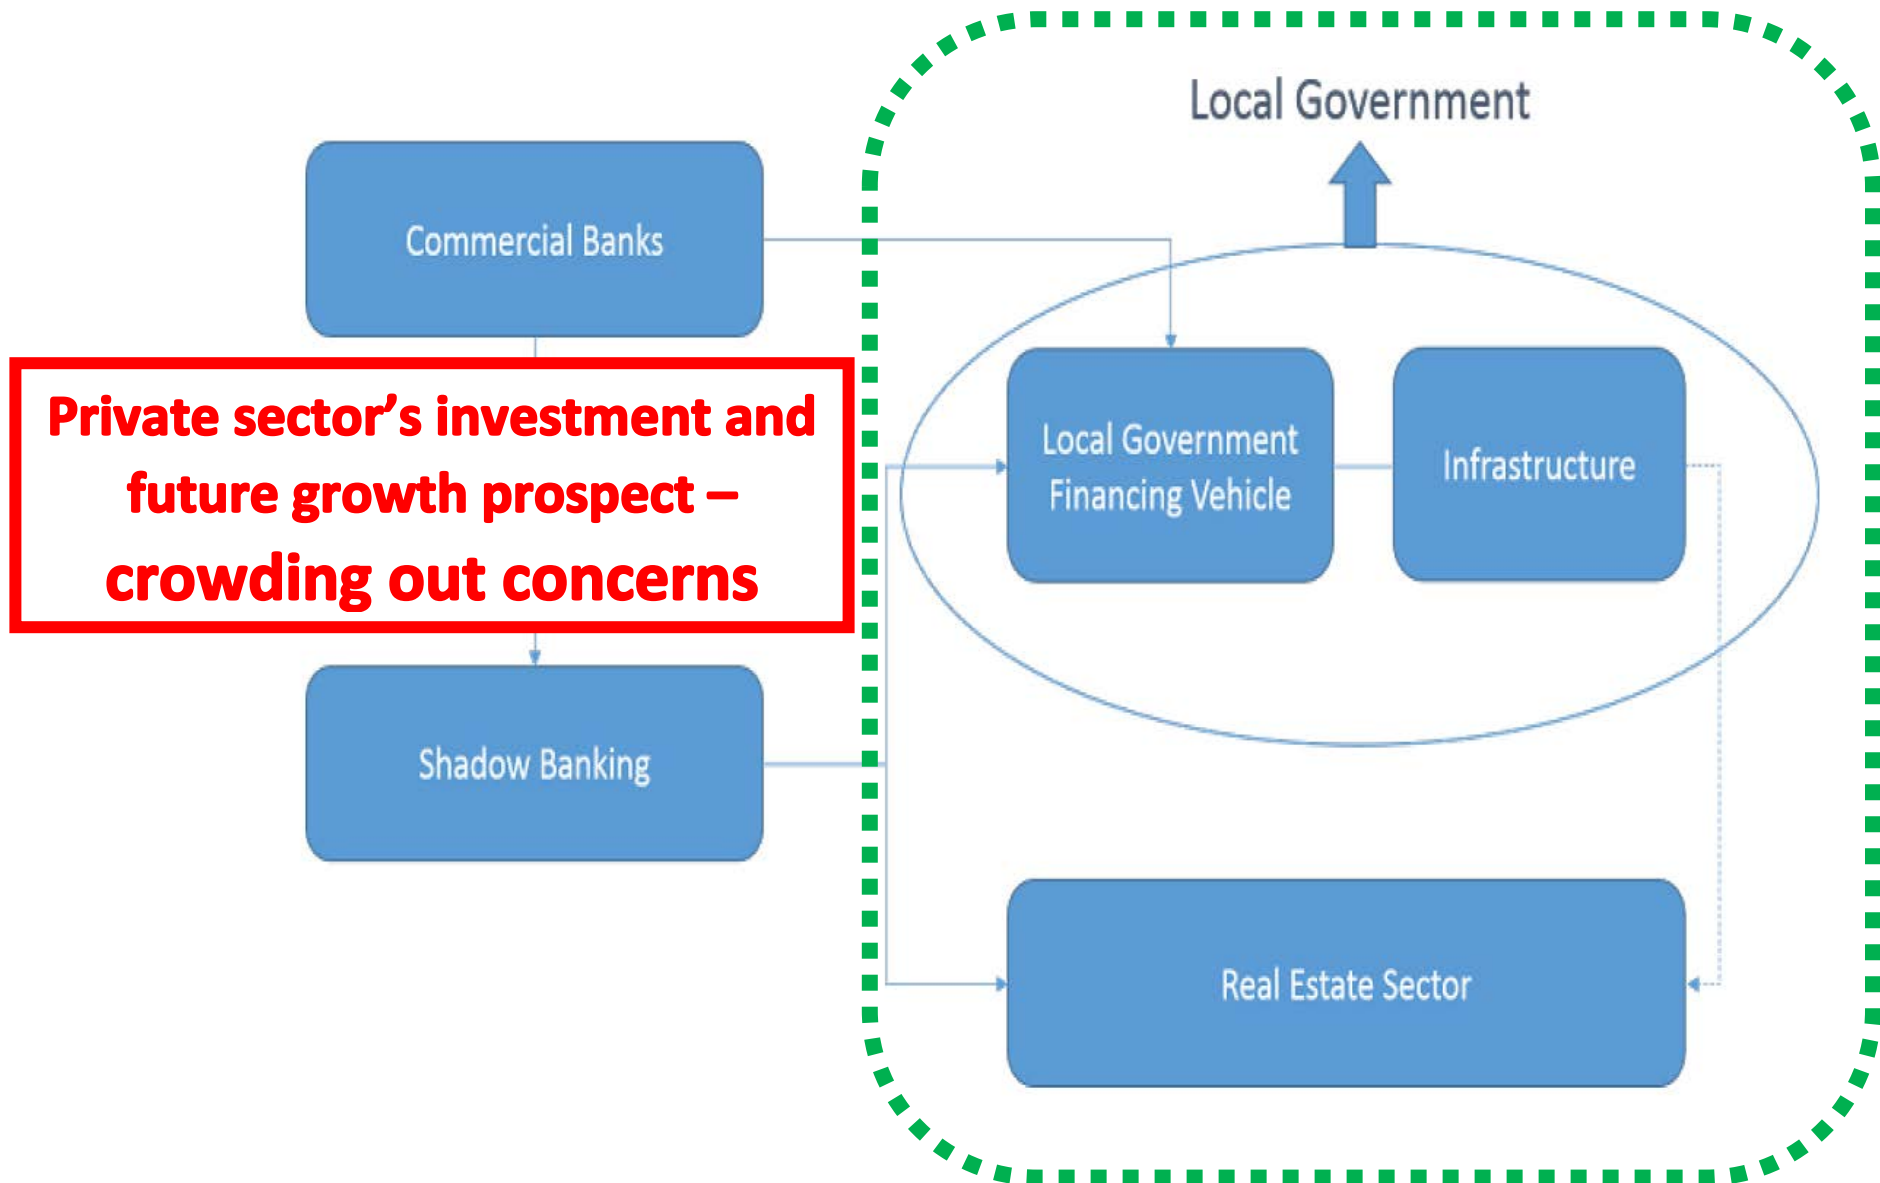 Local Government
Commercial Banks
Private sector’s investment and
future growth prospect –
crowding out concerns
Local Government
Financing Vehicle
Infrastructure
Shadow Banking
Real Estate Sector